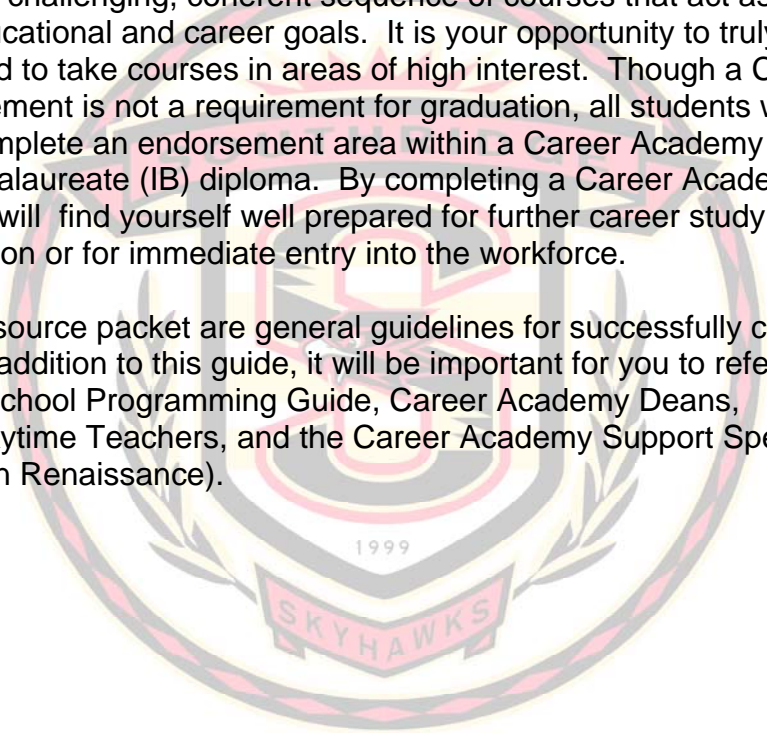 challenging, coherent sequence of courses that act as
ucational and career goals. It is your opportunity to truly
d to take courses in areas of high interest. Though a C
ement is not a requirement for graduation, all students w
mplete an endorsement area within a Career Academy
alaureate (IB) diploma. By completing a Career Acade
will find yourself well prepared for further career study
on or for immediate entry into the workforce.
source packet are general guidelines for successfully c
addition to this guide, it will be important for you to refe
chool Programming Guide, Career Academy Deans,
ytime Teachers, and the Career Academy Support Spe
n Renaissance).
SOUTHRIDGE
1999
SKYHAWKS